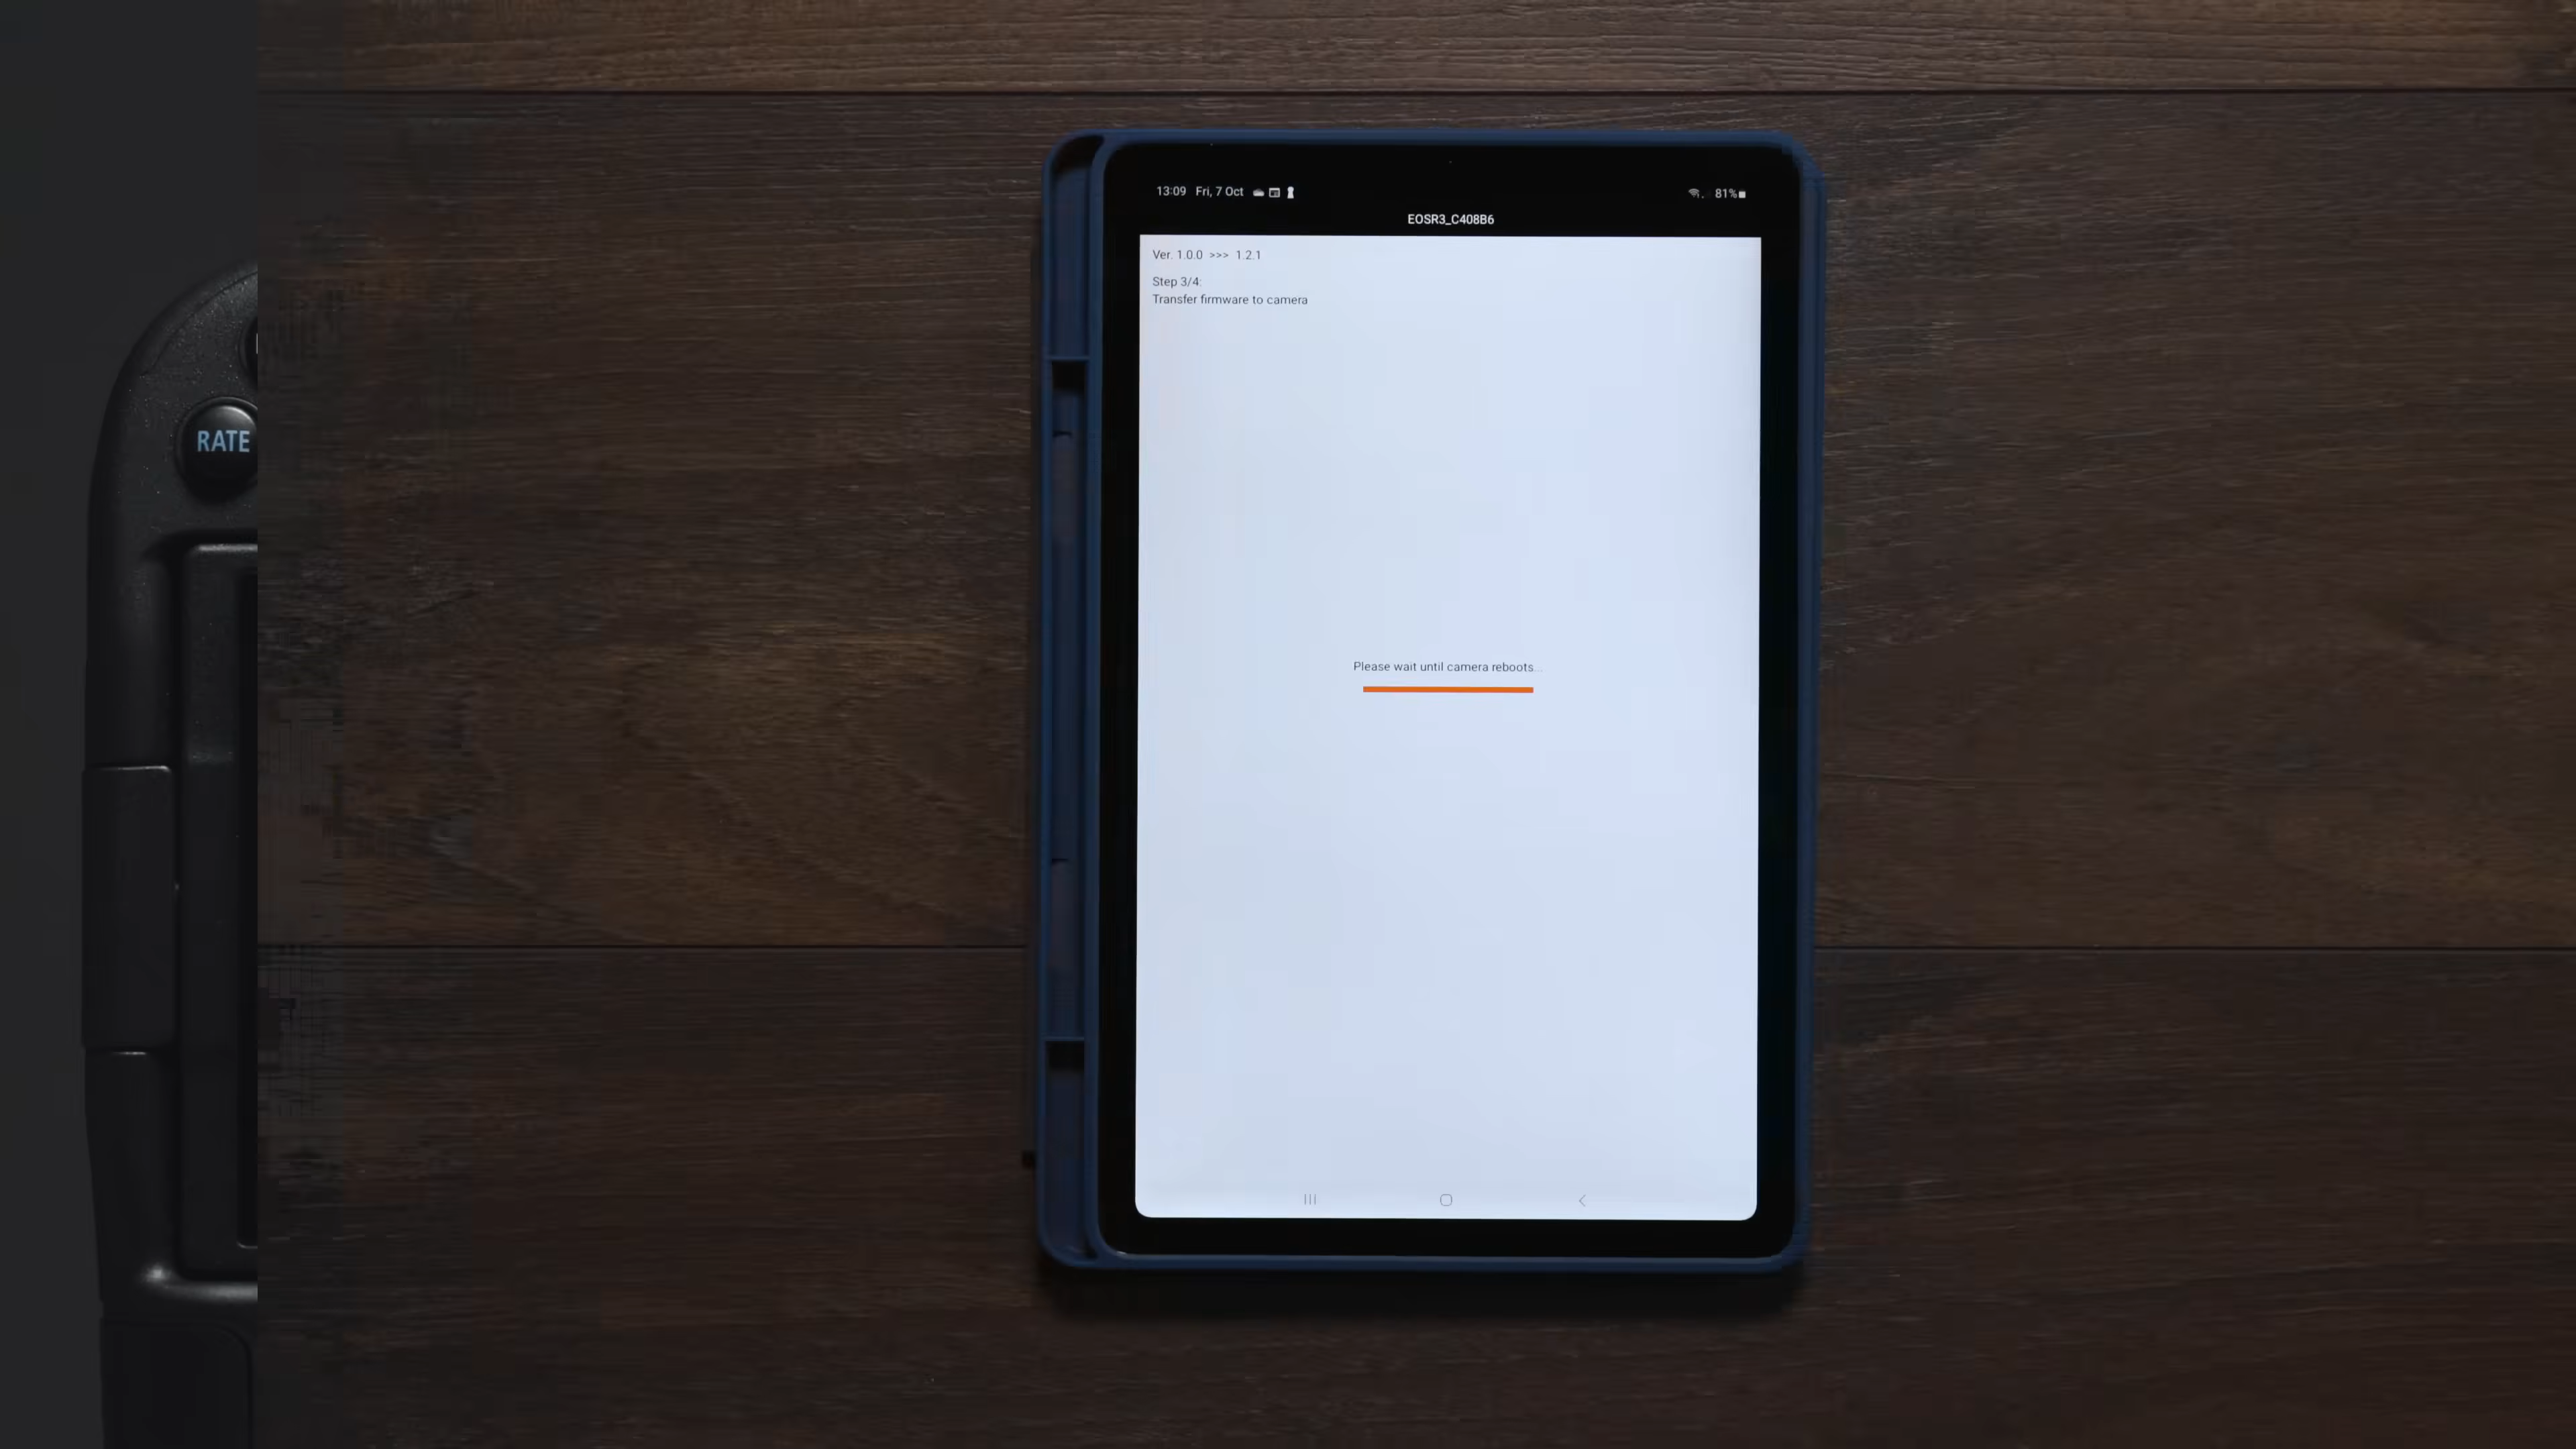 RATE
13:09 Fri, 7 Oct
81%
EOSR3_C408B6
Ver. 1.0.0 >>> 1.2.1
Step 3/4:
Transfer firmware to camera
Please wait until camera reboots...